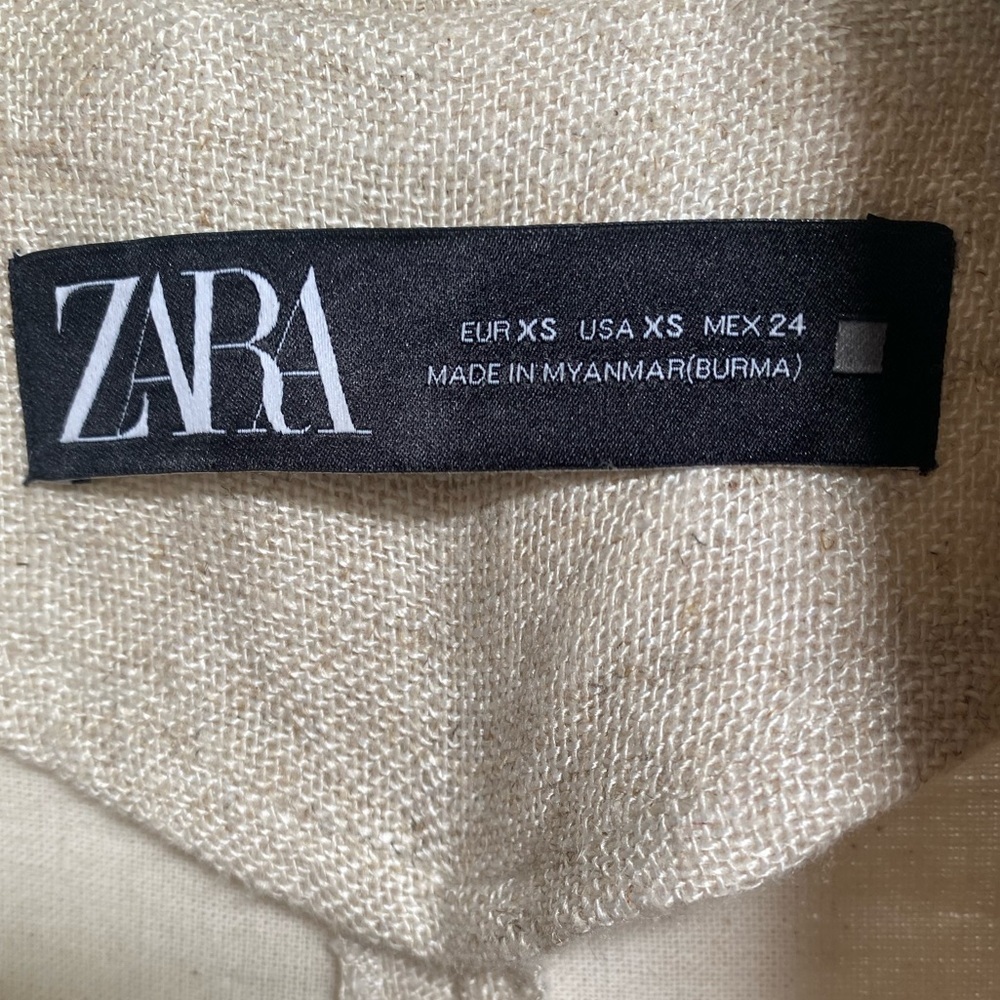 ZARA
EUR XS USA XS MEX 24
MADE IN MYANMAR(BURMA)